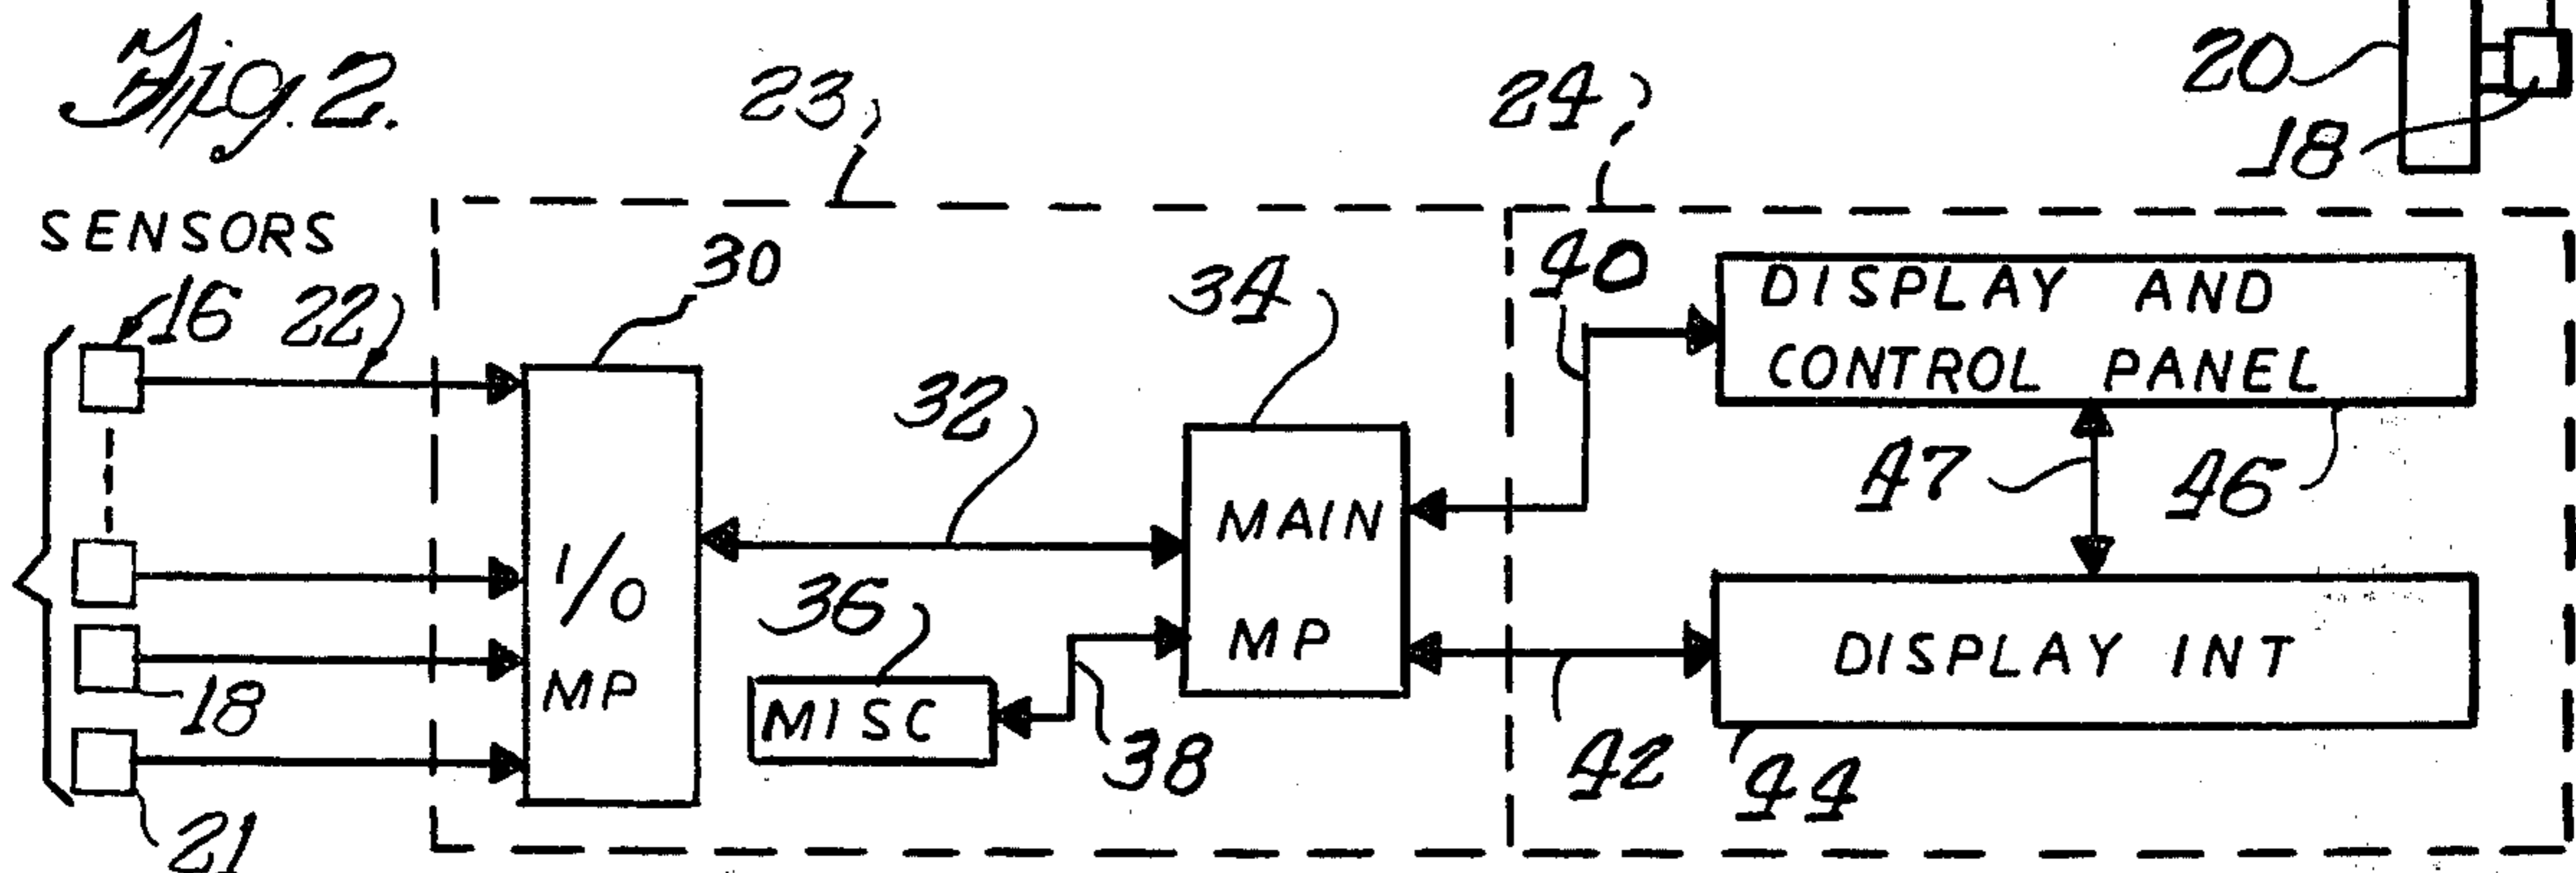 Fig. 2.
23
24
20
18
SENSORS
16
22
30
34
40
DISPLAY AND
CONTROL PANEL
32
47
46
MAIN
MP
I/O
MP
36
MISC
38
DISPLAY INT
18
42
44
21